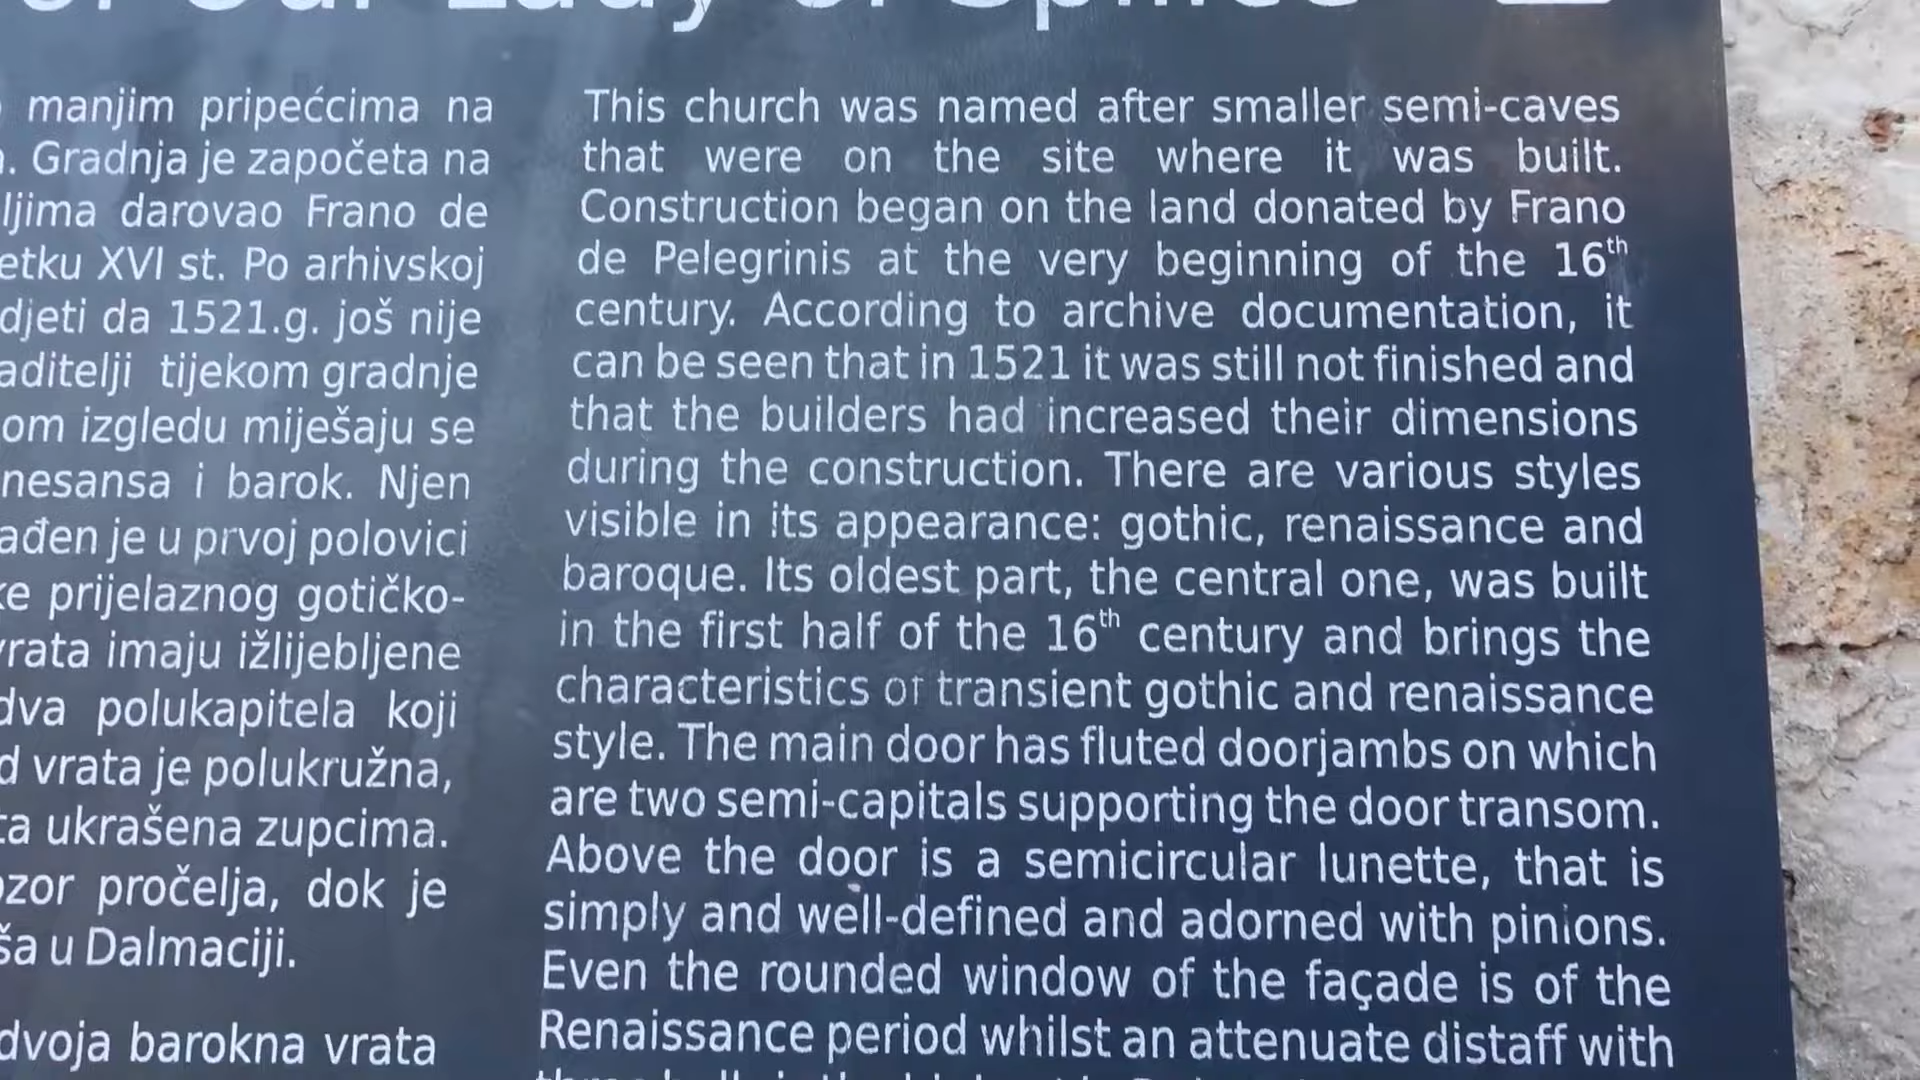 Our Lady of Spilice
manjim pripećcima na
. Gradnja je započeta na
ljima darovao Frano de
etku XVI st. Po arhivskoj
djeti da 1521.g. još nije
aditelji tijekom gradnje
om izgledu miješaju se
nesansa i barok. Njen
ađen je u prvoj polovici
ke prijelaznog gotičko-
vrata imaju ižlijebljene
dva polukapitela koji
d vrata je polukružna,
ta ukrašena zupcima.
ozor pročelja, dok je
ša u Dalmaciji.
dvoja barokna vrata
This church was named after smaller semi-caves
that were on the site where it was built.
Construction began on the land donated by Frano
de Pelegrinis at the very beginning of the 16th
century. According to archive documentation, it
can be seen that in 1521 it was still not finished and
that the builders had increased their dimensions
during the construction. There are various styles
visible in its appearance: gothic, renaissance and
baroque. Its oldest part, the central one, was built
in the first half of the 16th century and brings the
characteristics of transient gothic and renaissance
style. The main door has fluted doorjambs on which
are two semi-capitals supporting the door transom.
Above the door is a semicircular lunette, that is
simply and well-defined and adorned with pinions.
Even the rounded window of the façade is of the
Renaissance period whilst an attenuate distaff with